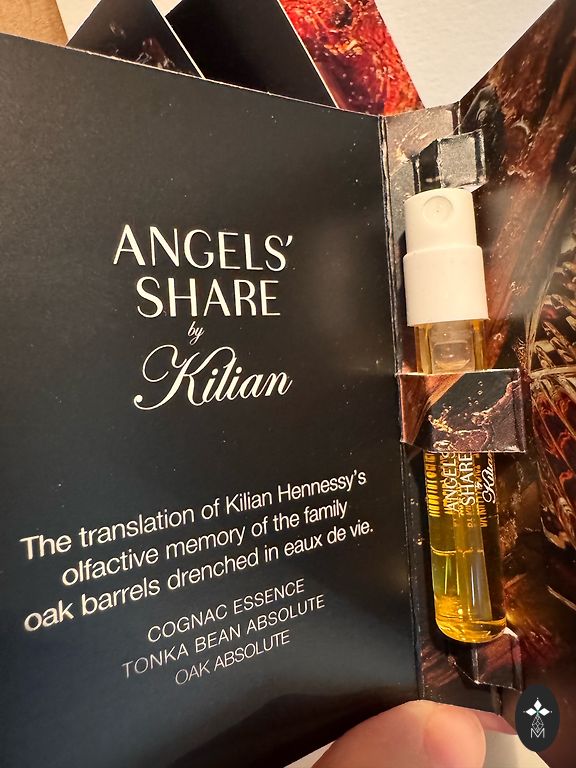 ANGELS’
SHARE
by
Kilian
The translation of Kilian Hennessy’s
olfactive memory of the family
oak barrels drenched in eaux de vie.
COGNAC ESSENCE
TONKA BEAN ABSOLUTE
OAK ABSOLUTE
ANGELS’
SHARE
by
Kilian
M